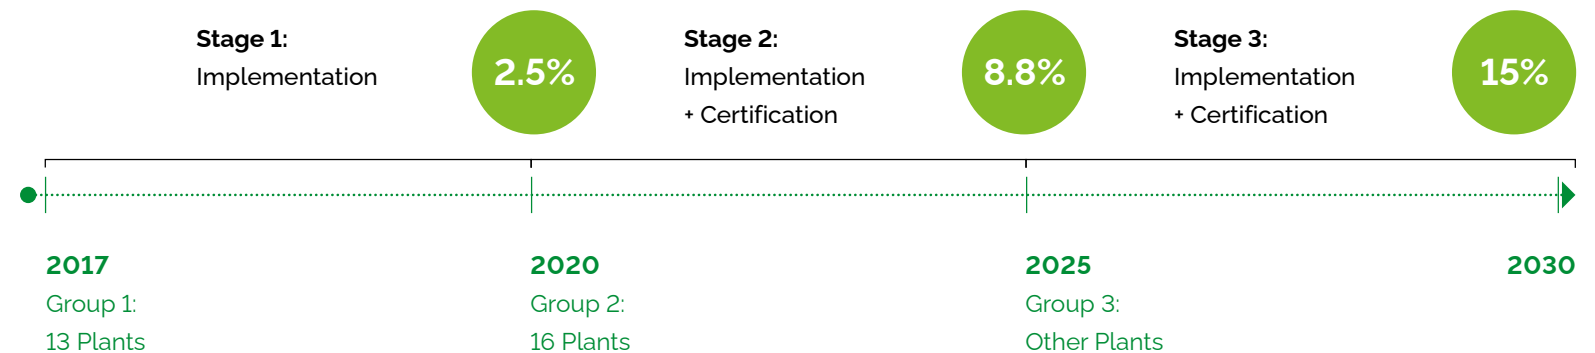 Stage 1:
Implementation
2.5%
Stage 2:
Implementation
+ Certification
8.8%
Stage 3:
Implementation
+ Certification
15%
2017
Group 1:
13 Plants
2020
Group 2:
16 Plants
2025
Group 3:
Other Plants
2030